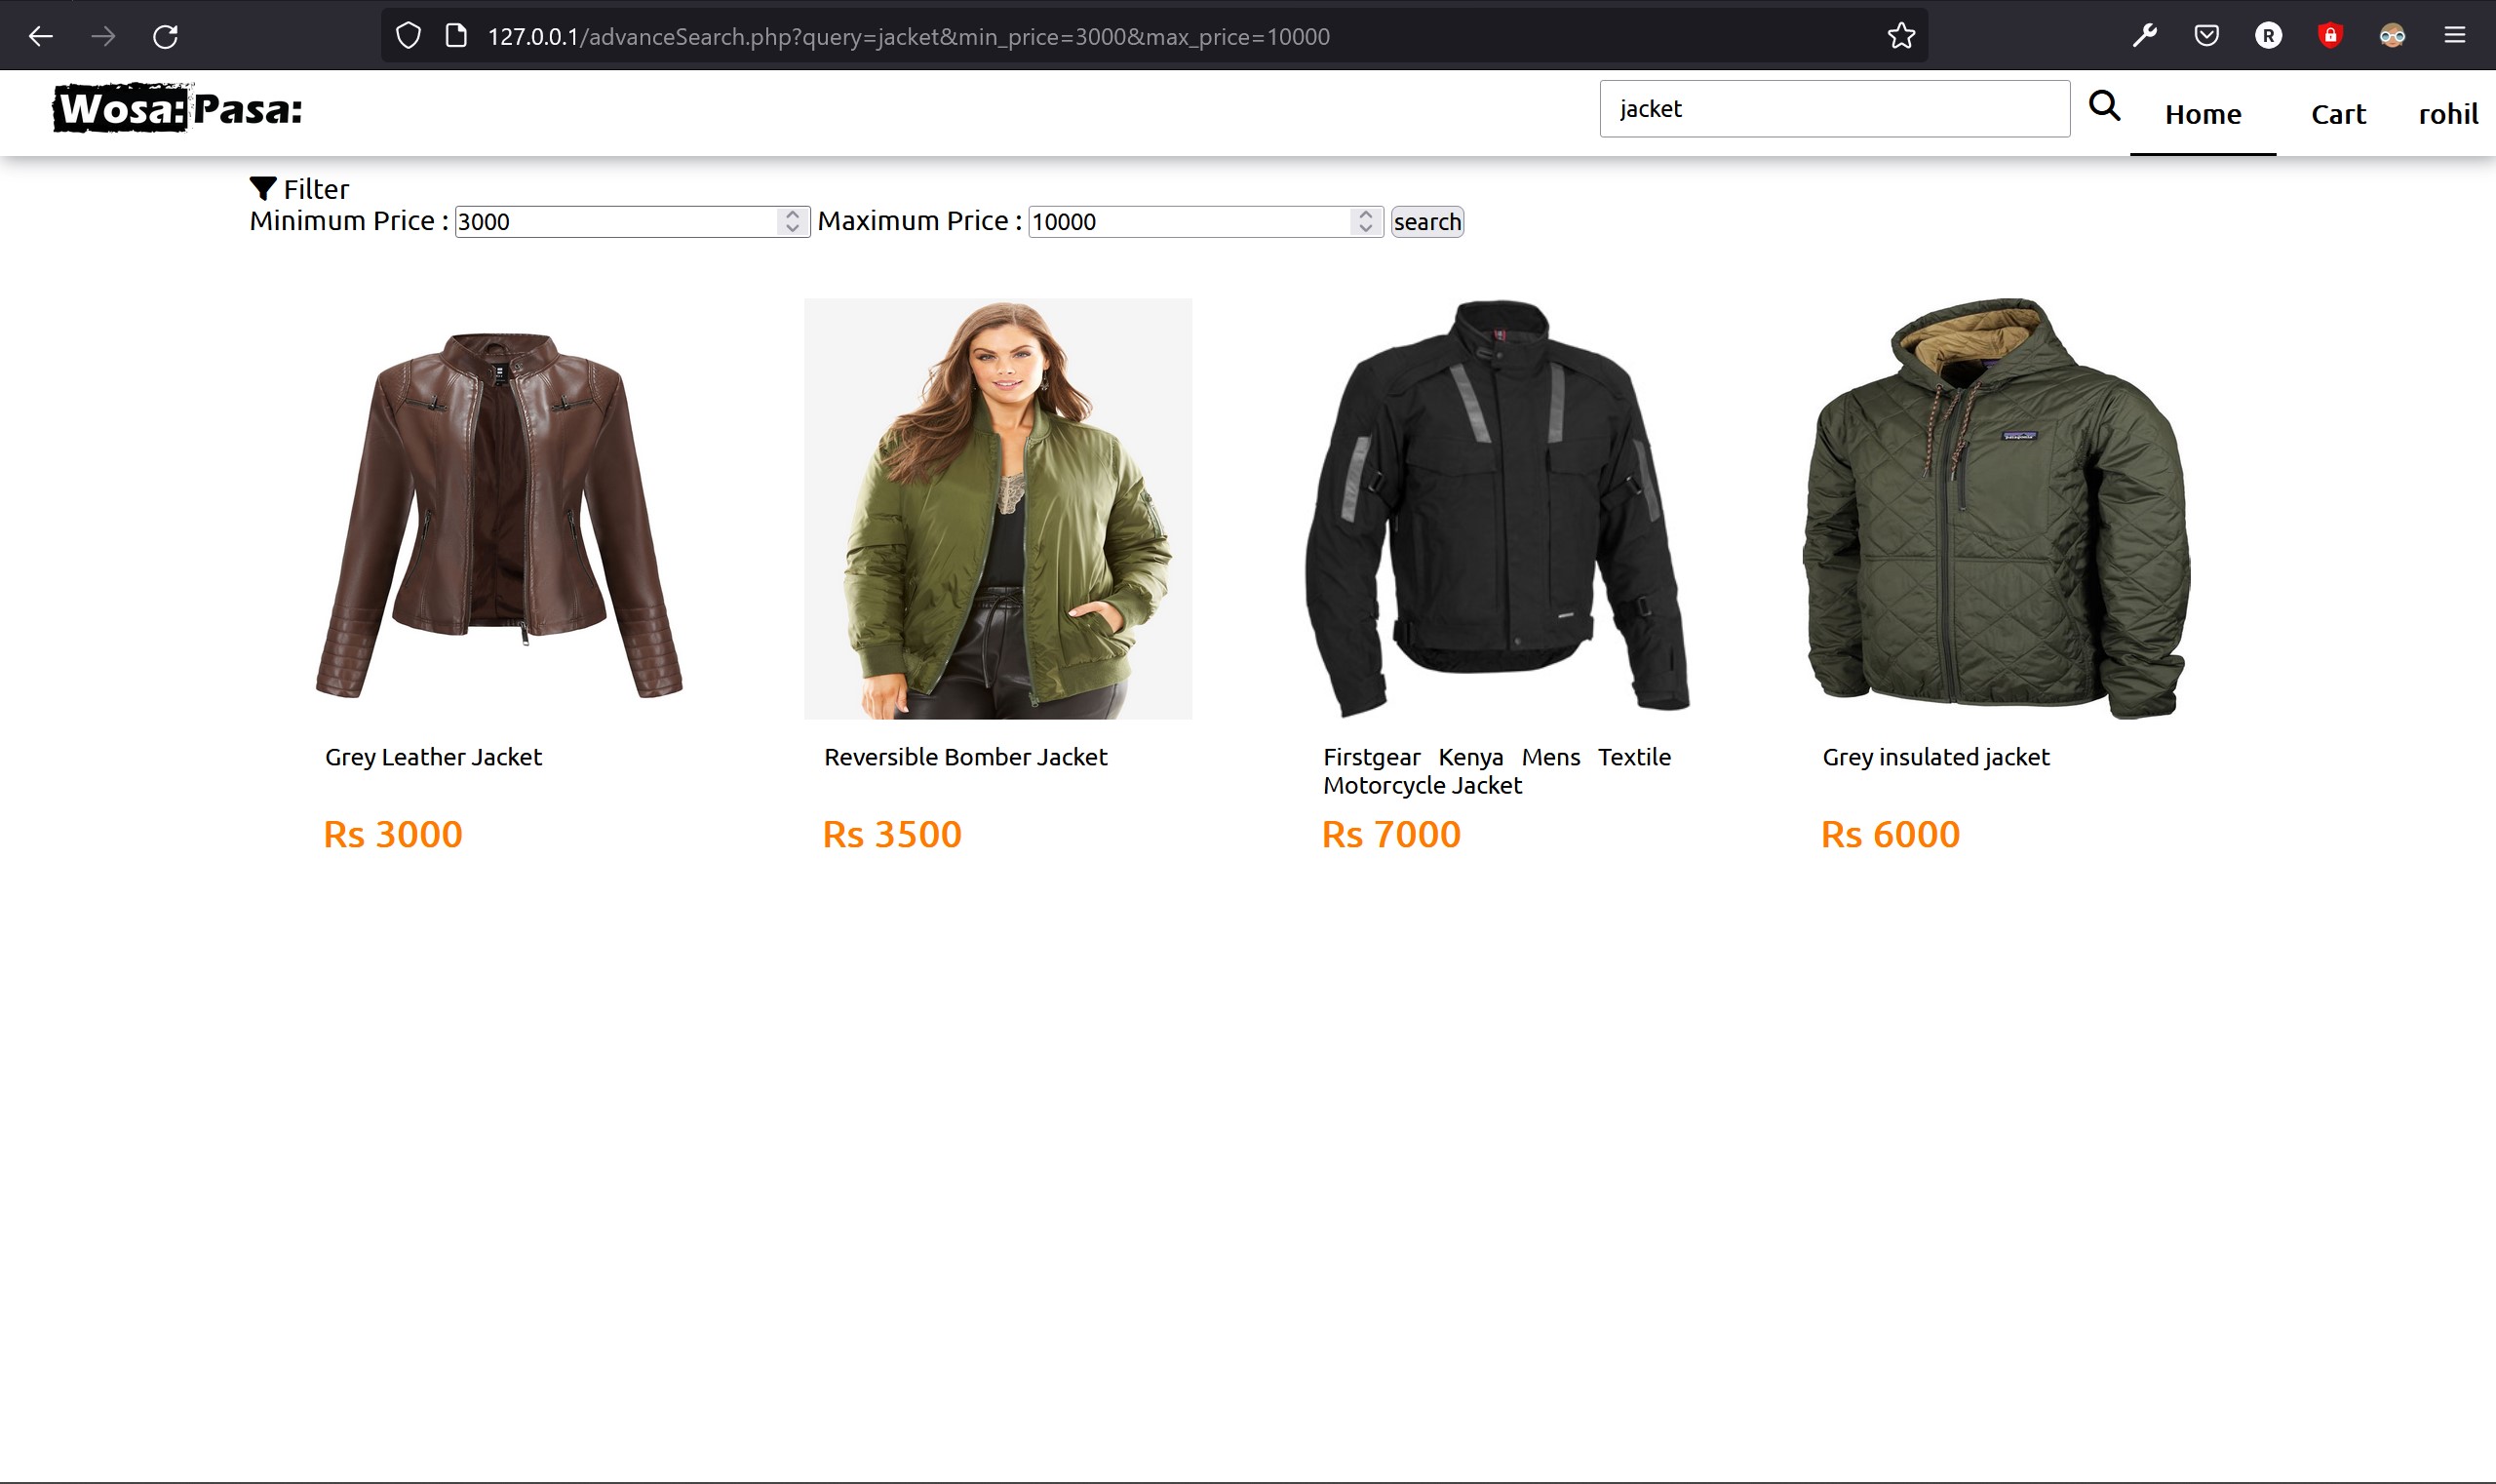 127.0.0.1/advanceSearch.php?query=jacket&min_price=3000&max_price=10000
R
Wosa: Pasa:
jacket
Home
Cart
rohil
Filter
Minimum Price : 3000 Maximum Price : 10000 search
patagonia
Grey Leather Jacket
Reversible Bomber Jacket
Firstgear Kenya Mens Textile
Motorcycle Jacket
Grey insulated jacket
Rs 3000
Rs 3500
Rs 7000
Rs 6000